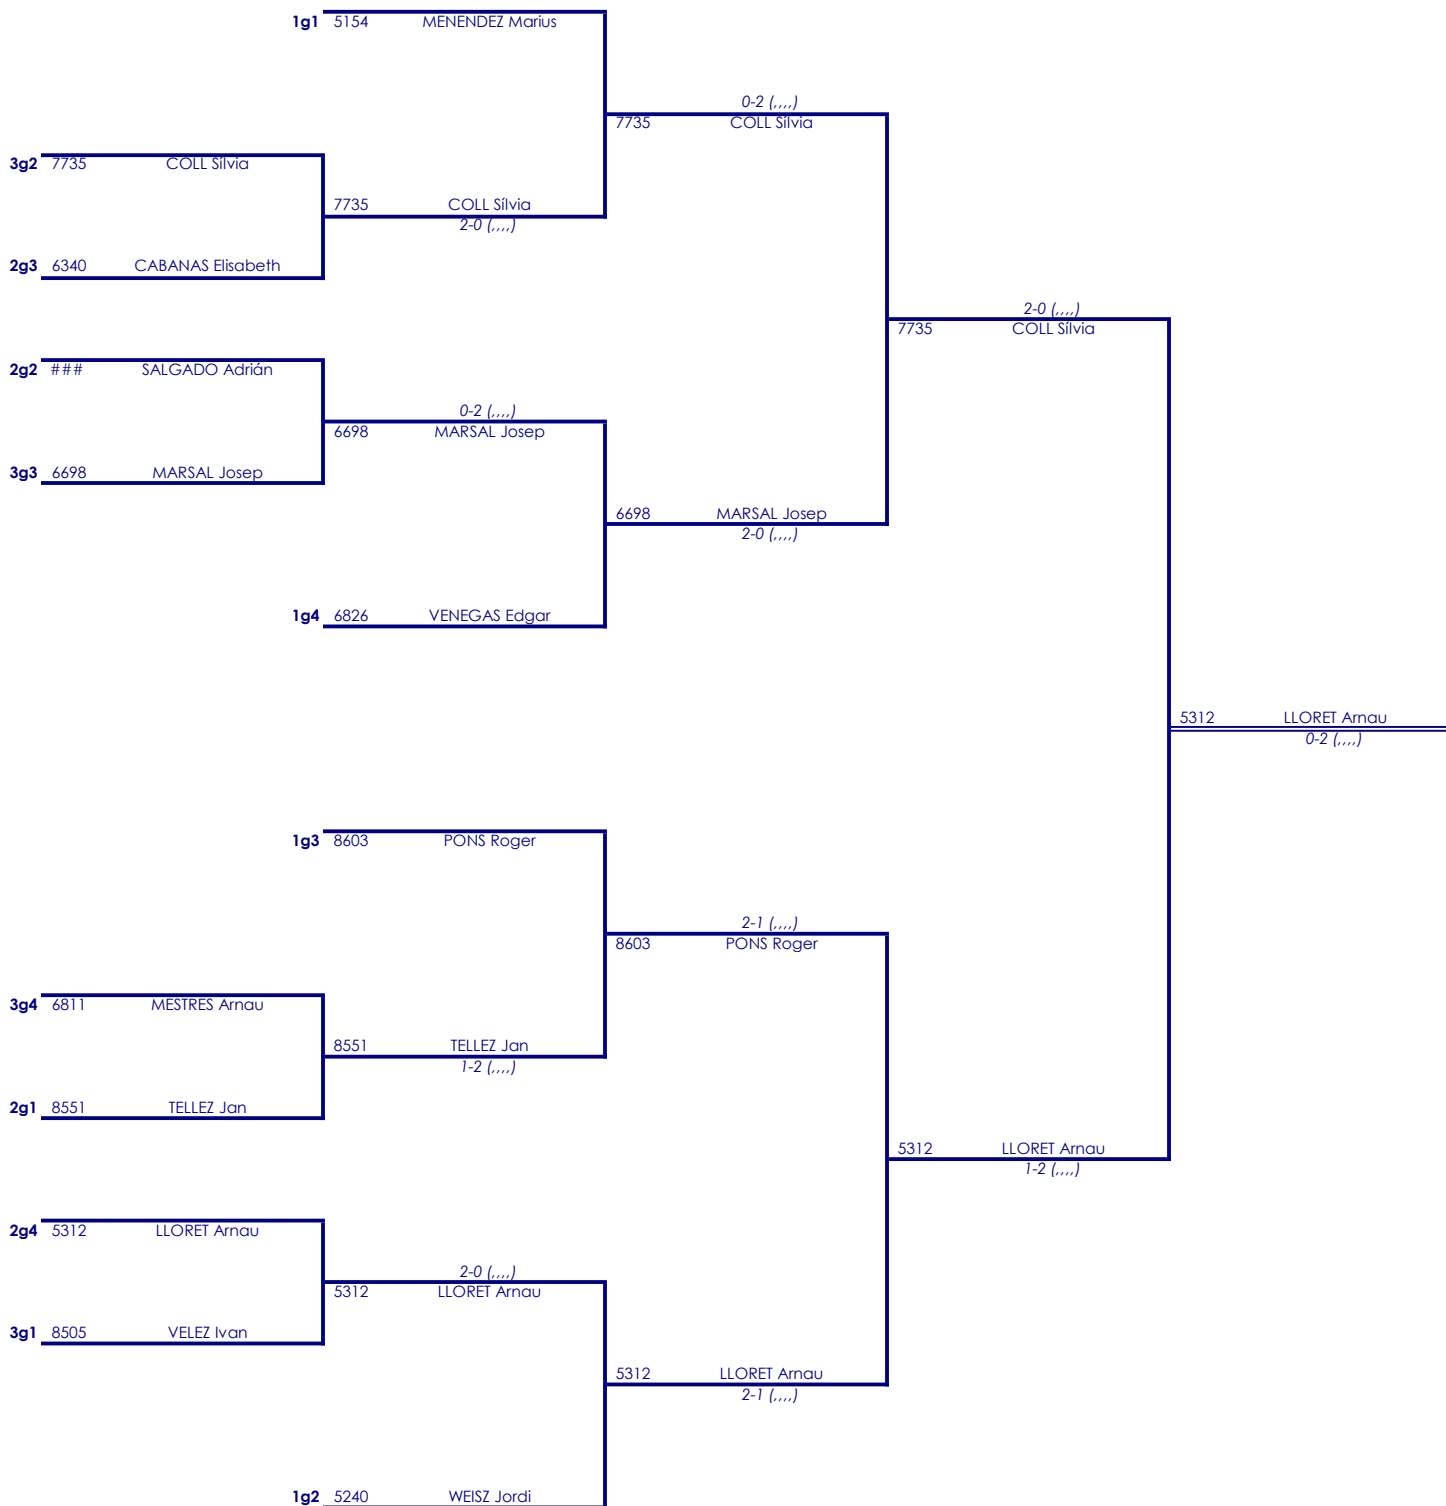 1g1 5154 MENENDEZ Marius
0-2 (,,,,)
7735 COLL Sílvia
3g2 7735 COLL Sílvia
7735 COLL Sílvia
2-0 (,,,,)
2g3 6340 CABANAS Elisabeth
2-0 (,,,,)
7735 COLL Sílvia
2g2 ### SALGADO Adrián
0-2 (,,,,)
6698 MARSAL Josep
3g3 6698 MARSAL Josep
6698 MARSAL Josep
2-0 (,,,,)
1g4 6826 VENEGAS Edgar
5312 LLORET Arnau
0-2 (,,,,)
1g3 8603 PONS Roger
2-1 (,,,,)
8603 PONS Roger
3g4 6811 MESTRES Arnau
8551 TELLEZ Jan
1-2 (,,,,)
2g1 8551 TELLEZ Jan
5312 LLORET Arnau
1-2 (,,,,)
2g4 5312 LLORET Arnau
2-0 (,,,,)
5312 LLORET Arnau
3g1 8505 VELEZ Ivan
5312 LLORET Arnau
2-1 (,,,,)
1g2 5240 WEISZ Jordi